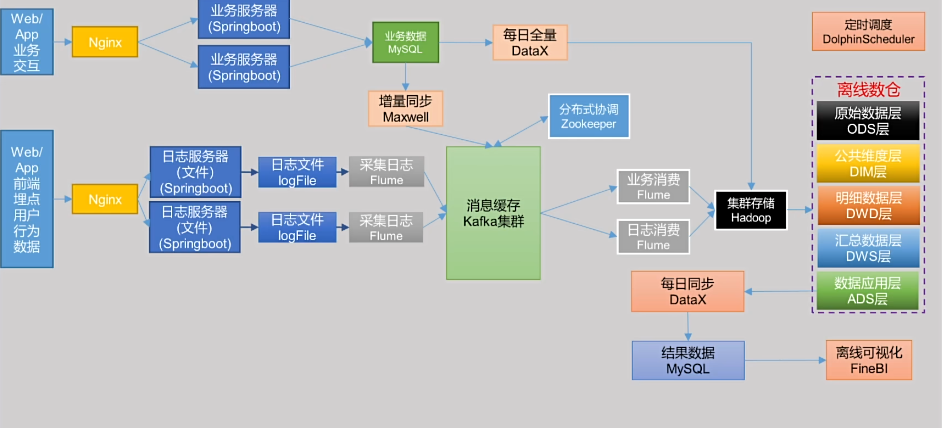 Web/
App
业务
交互
Nginx
业务服务器
(Springboot)
业务服务器
(Springboot)
业务数据
MySQL
每日全量
DataX
定时调度
DolphinScheduler
增量同步
Maxwell
分布式协调
Zookeeper
离线数仓
原始数据层
ODS层
公共维度层
DIM层
明细数据层
DWD层
汇总数据层
DWS层
数据应用层
ADS层
Web/
App
前端
埋点
用户
行为
数据
Nginx
日志服务器
(文件)
(Springboot)
日志文件
logFile
采集日志
Flume
日志服务器
(文件)
(Springboot)
日志文件
logFile
采集日志
Flume
消息缓存
Kafka集群
业务消费
Flume
日志消费
Flume
集群存储
Hadoop
每日同步
DataX
结果数据
MySQL
离线可视化
FineBI